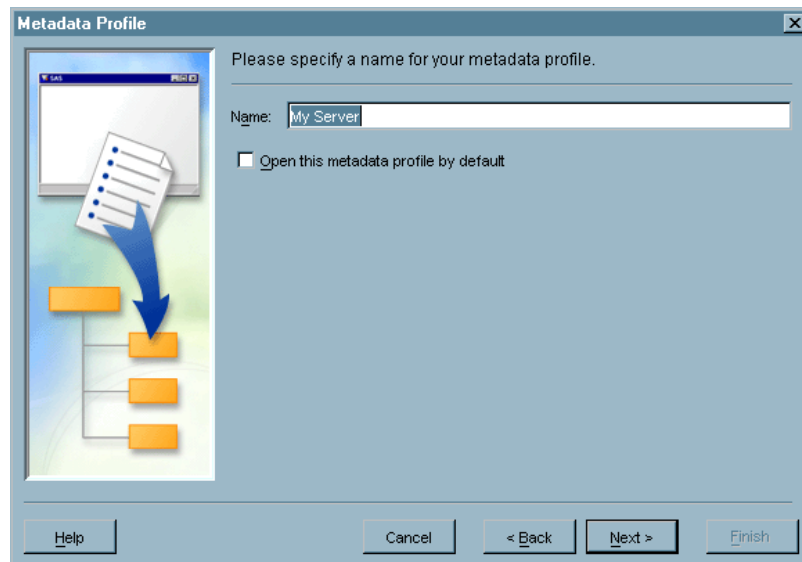 Metadata Profile
SAS
Please specify a name for your metadata profile.
Name: My Server
Open this metadata profile by default
Help Cancel < Back Next > Finish